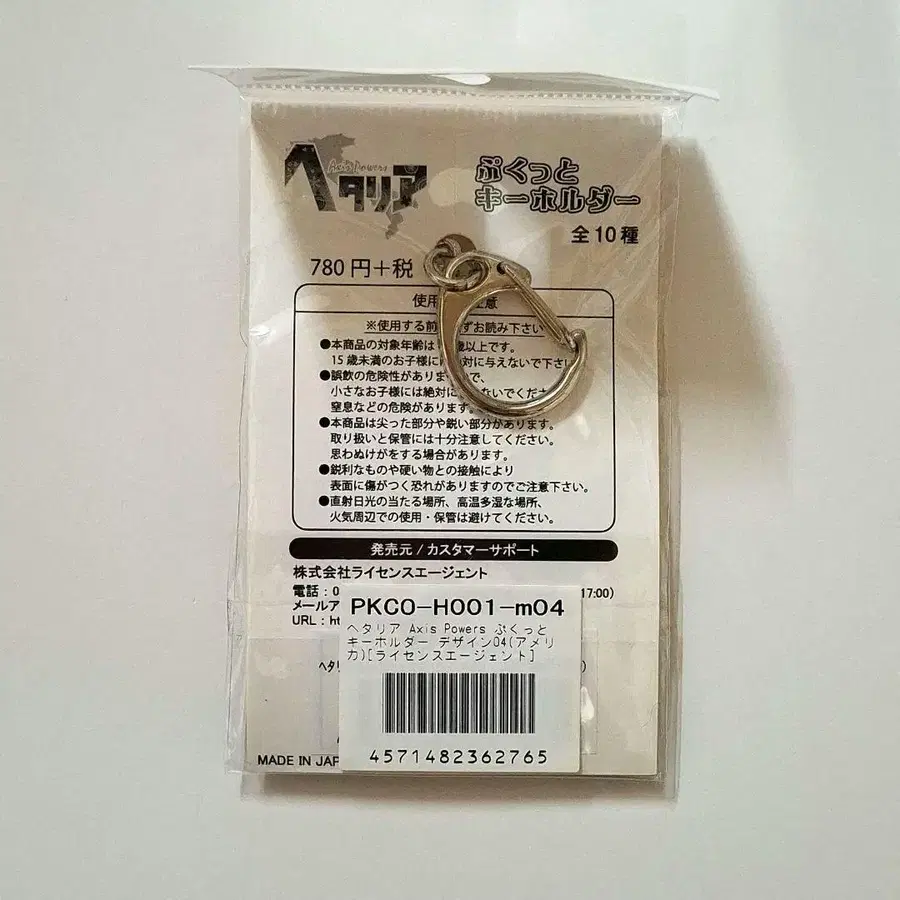 Axis Powers
ヘタリア
ぷくっと
キーホルダー
全10種
780円+税
使用 意
※使用する前 ずお読み下さい
●本商品の対象年齢は 歳以上です。
15歳未満のお子様に 対に与えないで下さい
●誤飲の危険性がありま ので、
小さなお子様には絶対に ないでくださ
窒息などの危険があります。
●本商品は尖った部分や鋭い部分があります。
取り扱いと保管には十分注意してください。
思わぬけがをする場合があります。
●鋭利なものや硬い物との接触により
表面に傷がつく恐れがありますのでご注意下さい。
●直射日光の当たる場所、高温多湿な場所、
火気周辺での使用・保管は避けてください。
発売元/カスタマーサポート
株式会社ライセンスエージェント
電話:0 17:00)
メールア
URL:ht
PKC0-H001-m04
ヘタリア Axis Powers ぷくっと
キーホルダー デザイン04(アメリ
カ)[ライセンスエージェント]
ヘタ
4571482362765
MADE IN JAP